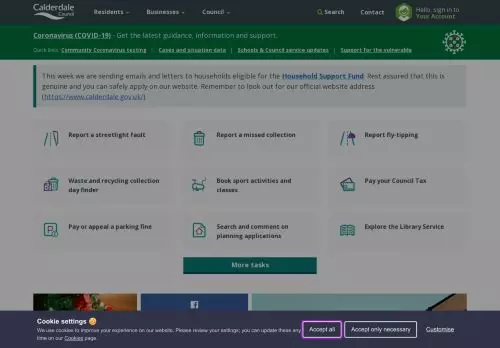 Calderdale
Council
Residents
Businesses
Council
Search
Contact
Hello, sign in to
Your Account
Coronavirus (COVID-19) - Get the latest guidance, information and support.
Quick links: Community Coronavirus testing | Cases and situation data | Schools & Council service updates | Support for the vulnerable
This week we are sending emails and letters to households eligible for the Household Support Fund. Rest assured that this is
genuine and you can safely apply on our website. Remember to look out for our official website address
(https://www.calderdale.gov.uk/)
Report a streetlight fault
Report a missed collection
Report fly-tipping
Waste and recycling collection
day finder
Book sport activities and
classes
Pay your Council Tax
Pay or appeal a parking fine
Search and comment on
planning applications
Explore the Library Service
More tasks
Cookie settings
We use cookies to improve your experience on our website. Please review your settings; you can update these any
time on our Cookies page.
Accept all
Accept only necessary
Customise